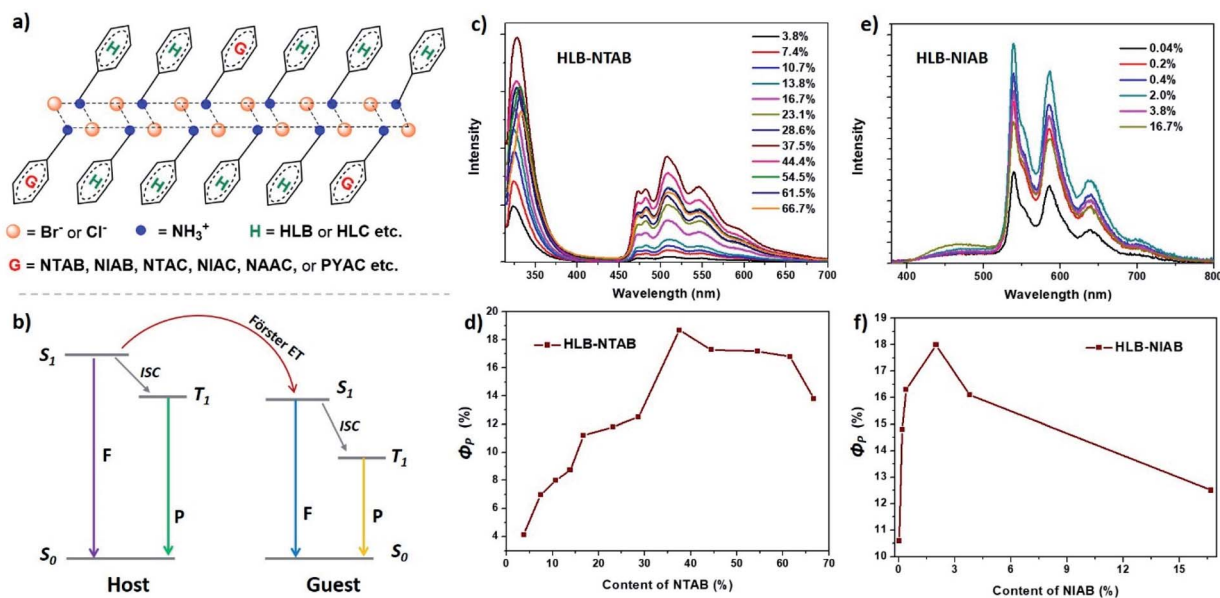 a)
H H G H H H
G H H H H G
= Br⁻ or Cl⁻ = NH₃⁺ H = HLB or HLC etc.
G = NTAB, NIAB, NTAC, NIAC, NAAC, or PYAC etc.
b)
Förster ET
S₁
ISC
T₁
S₁
ISC
T₁
F
P
F
P
S₀
S₀
Host
Guest
c)
HLB-NTAB
3.8%
7.4%
10.7%
13.8%
16.7%
23.1%
28.6%
37.5%
44.4%
54.5%
61.5%
66.7%
Intensity
350 400 450 500 550 600 650 700
Wavelength (nm)
d)
HLB-NTAB
Φ_P (%)
20
18
16
14
12
10
8
6
4
0 10 20 30 40 50 60 70
Content of NTAB (%)
e)
HLB-NIAB
0.04%
0.2%
0.4%
2.0%
3.8%
16.7%
Intensity
400 500 600 700 800
Wavelength (nm)
f)
HLB-NIAB
Φ_P (%)
19
18
17
16
15
14
13
12
11
10
0 3 6 9 12 15
Content of NIAB (%)